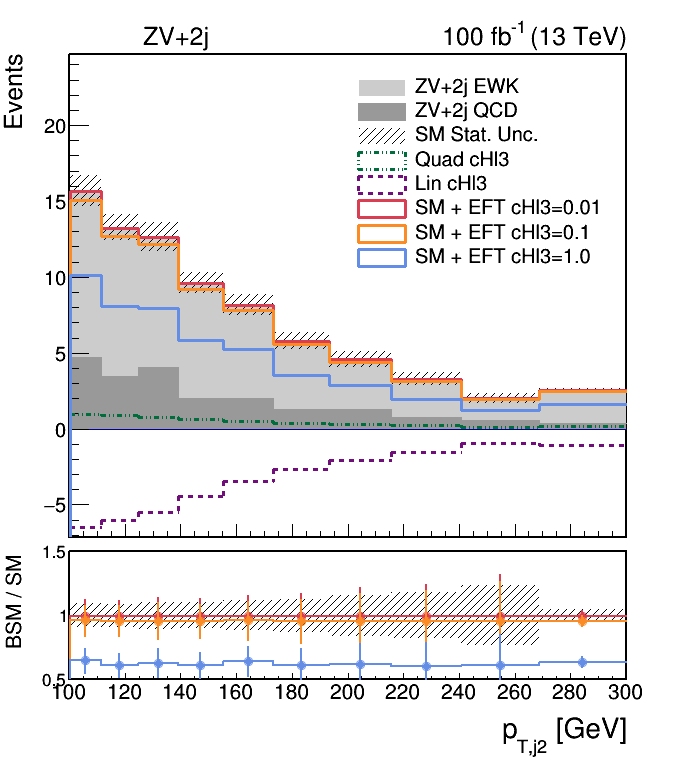 ZV+2j 100 fb-1 (13 TeV)
Events
ZV+2j EWK
ZV+2j QCD
SM Stat. Unc.
Quad cHl3
Lin cHl3
SM + EFT cHl3=0.01
SM + EFT cHl3=0.1
SM + EFT cHl3=1.0
20
15
10
5
0
−5
BSM / SM
1.5
1
0.5
100 120 140 160 180 200 220 240 260 280 300
pT,j2 [GeV]